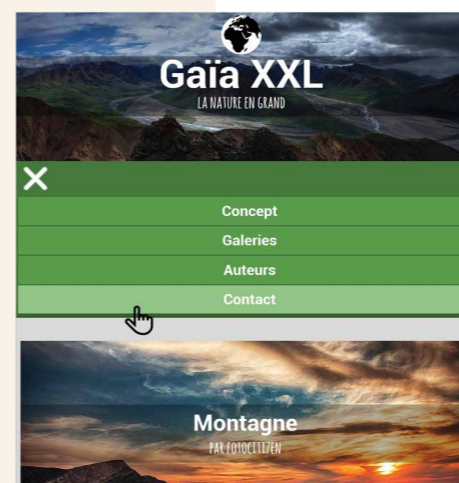 Gaïa XXL
LA NATURE EN GRAND
Concept
Galeries
Auteurs
Contact
Montagne
PAR FOTOCITIZEN